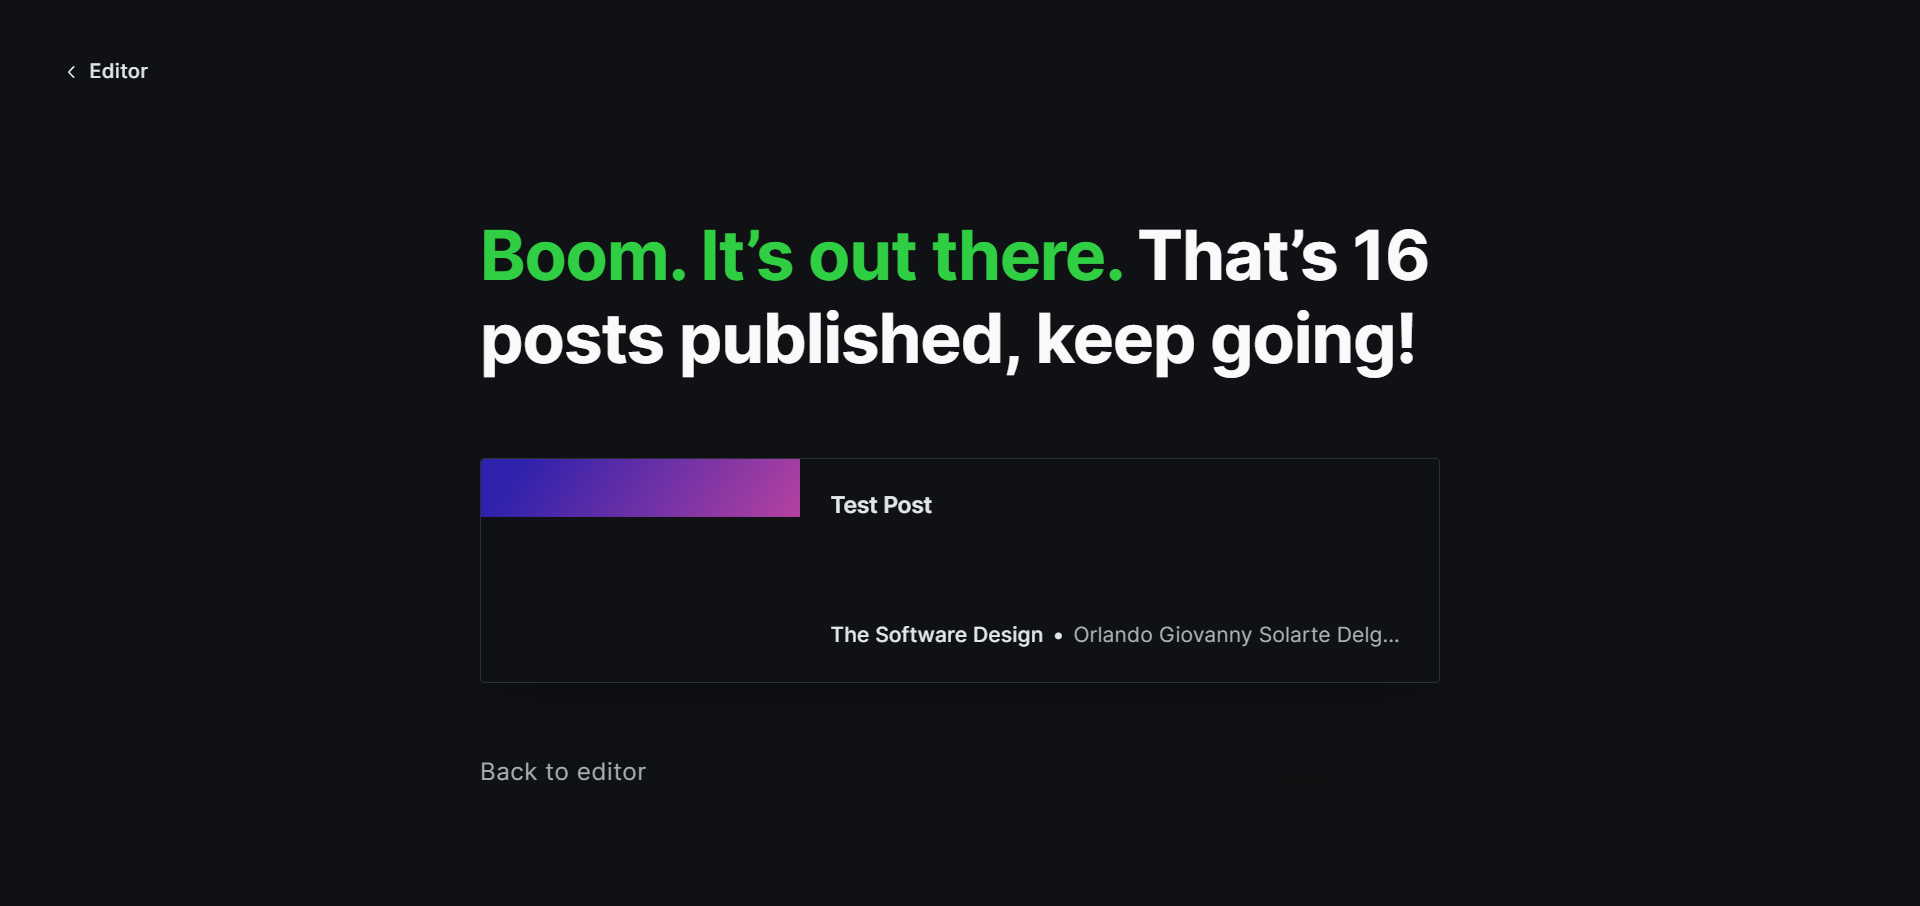 Editor
Boom. It’s out there. That’s 16
posts published, keep going!
Test Post
The Software Design • Orlando Giovanny Solarte Delg...
Back to editor